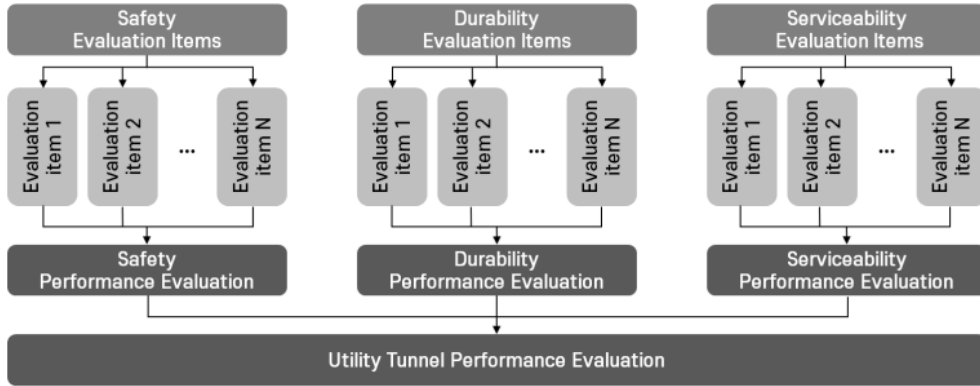 Safety
Evaluation Items
Durability
Evaluation Items
Serviceability
Evaluation Items
Evaluation
item 1
Evaluation
item 2
...
Evaluation
item N
Evaluation
item 1
Evaluation
item 2
...
Evaluation
item N
Evaluation
item 1
Evaluation
item 2
...
Evaluation
item N
Safety
Performance Evaluation
Durability
Performance Evaluation
Serviceability
Performance Evaluation
Utility Tunnel Performance Evaluation